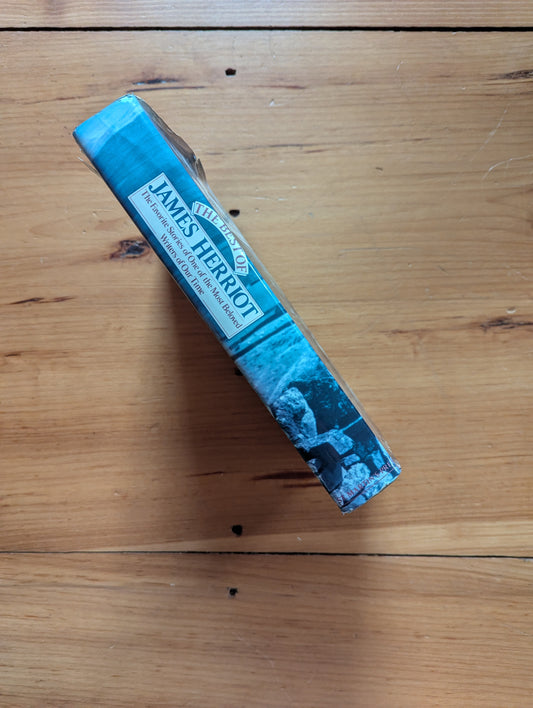 THE BEST OF
JAMES HERRIOT
The Favorite Stories of One of the Most Beloved
Writers of Our Time